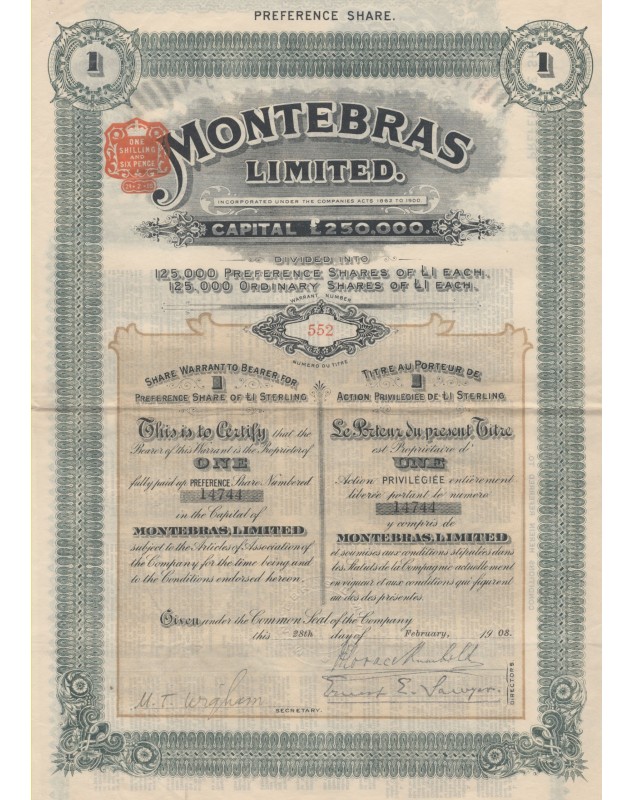 PREFERENCE SHARE.
1 1
ONE
SHILLING
AND
SIX PENCE
MONTEBRAS
LIMITED.
INCORPORATED UNDER THE COMPANIES ACTS 1862 TO 1900.
CAPITAL £250,000.
DIVIDED INTO
125,000 PREFERENCE SHARES OF £1 EACH.
125,000 ORDINARY SHARES OF £1 EACH.
WARRANT NUMBER
552
NUMÉRO DU TITRE
SHARE WARRANT TO BEARER FOR
1
PREFERENCE SHARE OF £1 STERLING
This is to Certify that the
Bearer of this Warrant is the Proprietor of
ONE
fully paid up PREFERENCE Share Numbered
14744
in the Capital of
MONTEBRAS, LIMITED
subject to the Articles of Association of
the Company for the time being and
to the Conditions endorsed hereon.
TITRE AU PORTEUR DE
1
ACTION PRIVILÉGIÉE DE £1 STERLING
Le Porteur du présent Titre
est Propriétaire d'
UNE
Action PRIVILÉGIÉE entièrement
libérée portant le numéro
14744
y compris de
MONTEBRAS, LIMITED
et soumises aux conditions stipulées dans
les Statuts de la Compagnie actuellement
en vigueur et aux conditions qui figurent
au dos des présentes.
Given under the Common Seal of the Company
this 28th day of February, 1908.
Ernest E. Sawyer.
DIRECTORS
M. T.
SECRETARY.